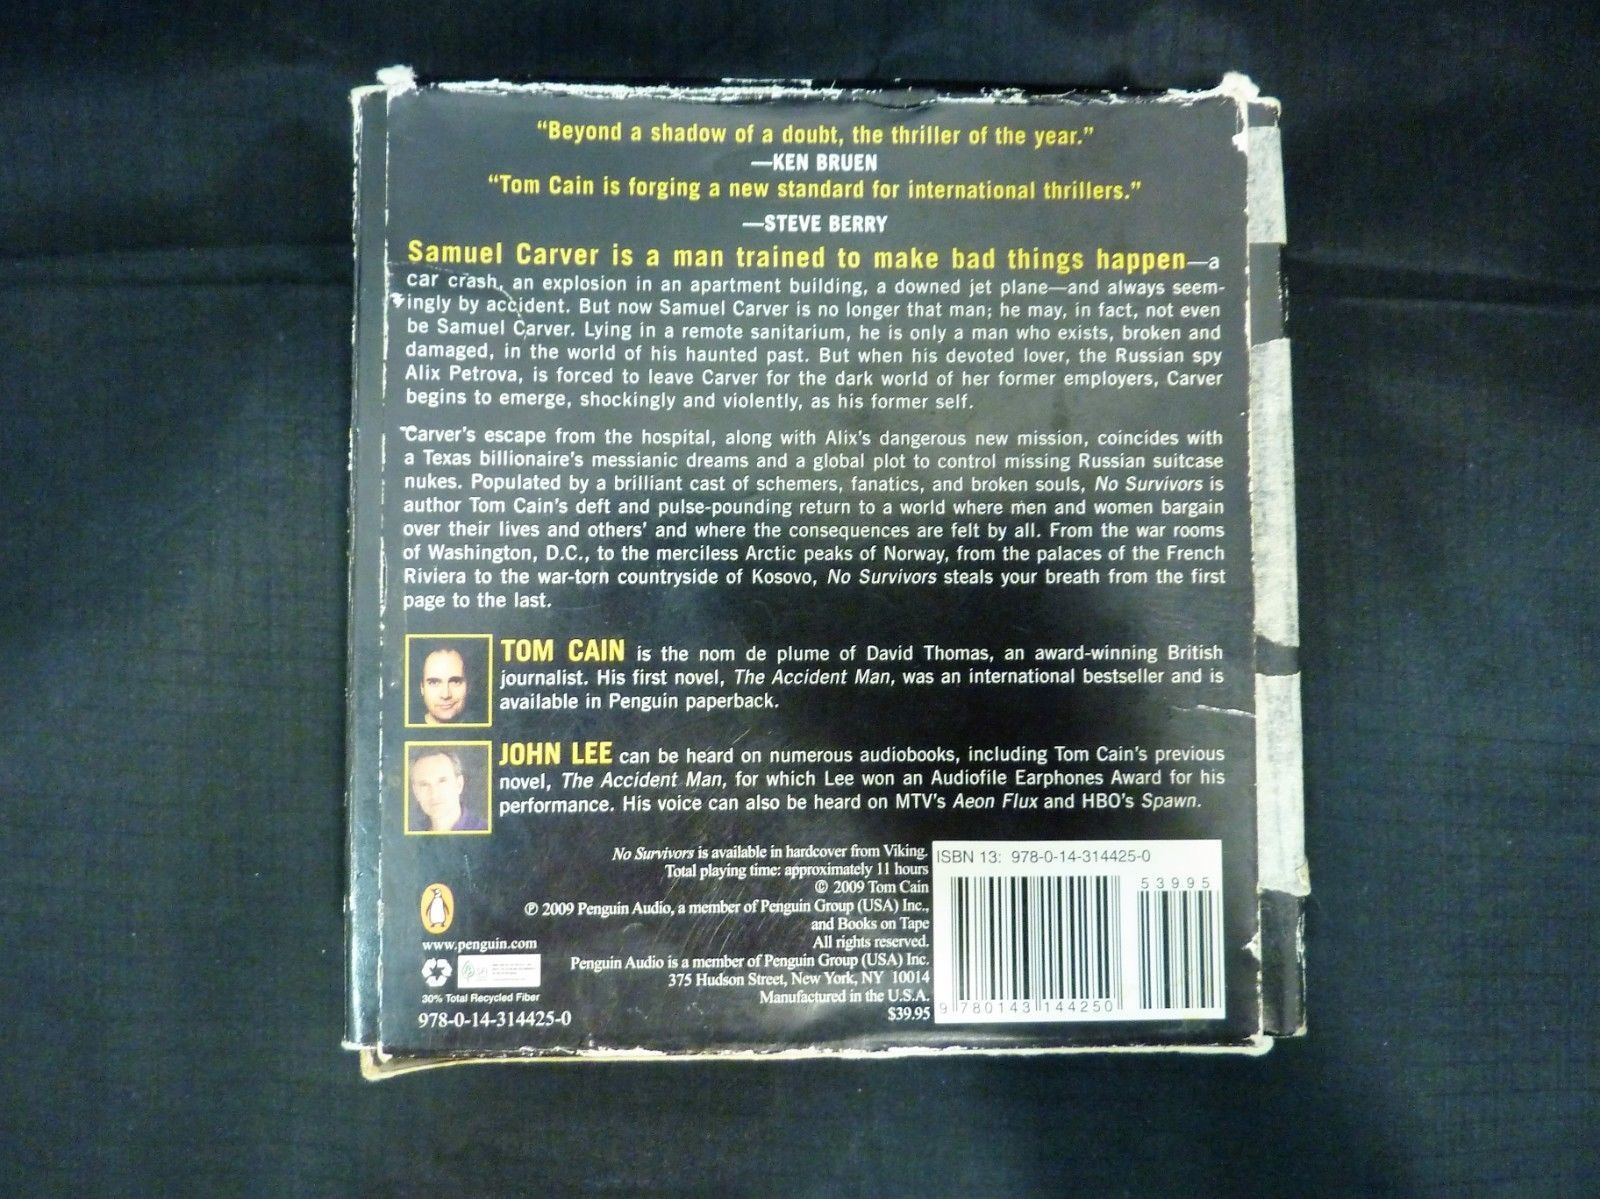 “Beyond a shadow of a doubt, the thriller of the year.”
—KEN BRUEN
“Tom Cain is forging a new standard for international thrillers.”
—STEVE BERRY
Samuel Carver is a man trained to make bad things happen—a
car crash, an explosion in an apartment building, a downed jet plane—and always seem-
ingly by accident. But now Samuel Carver is no longer that man; he may, in fact, not even
be Samuel Carver. Lying in a remote sanitarium, he is only a man who exists, broken and
damaged, in the world of his haunted past. But when his devoted lover, the Russian spy
Alix Petrova, is forced to leave Carver for the dark world of her former employers, Carver
begins to emerge, shockingly and violently, as his former self.
Carver’s escape from the hospital, along with Alix’s dangerous new mission, coincides with
a Texas billionaire’s messianic dreams and a global plot to control missing Russian suitcase
nukes. Populated by a brilliant cast of schemers, fanatics, and broken souls, No Survivors is
author Tom Cain’s deft and pulse-pounding return to a world where men and women bargain
over their lives and others’ and where the consequences are felt by all. From the war rooms
of Washington, D.C., to the merciless Arctic peaks of Norway, from the palaces of the French
Riviera to the war-torn countryside of Kosovo, No Survivors steals your breath from the first
page to the last.
TOM CAIN is the nom de plume of David Thomas, an award-winning British
journalist. His first novel, The Accident Man, was an international bestseller and is
available in Penguin paperback.
JOHN LEE can be heard on numerous audiobooks, including Tom Cain’s previous
novel, The Accident Man, for which Lee won an Audiofile Earphones Award for his
performance. His voice can also be heard on MTV’s Aeon Flux and HBO’s Spawn.
No Survivors is available in hardcover from Viking.
Total playing time: approximately 11 hours
© 2009 Tom Cain
℗ 2009 Penguin Audio, a member of Penguin Group (USA) Inc.,
and Books on Tape
All rights reserved.
Penguin Audio is a member of Penguin Group (USA) Inc.
375 Hudson Street, New York, NY 10014
Manufactured in the U.S.A.
$39.95
www.penguin.com
30% Total Recycled Fiber
978-0-14-314425-0
ISBN 13: 978-0-14-314425-0
53995
9 780143 144250